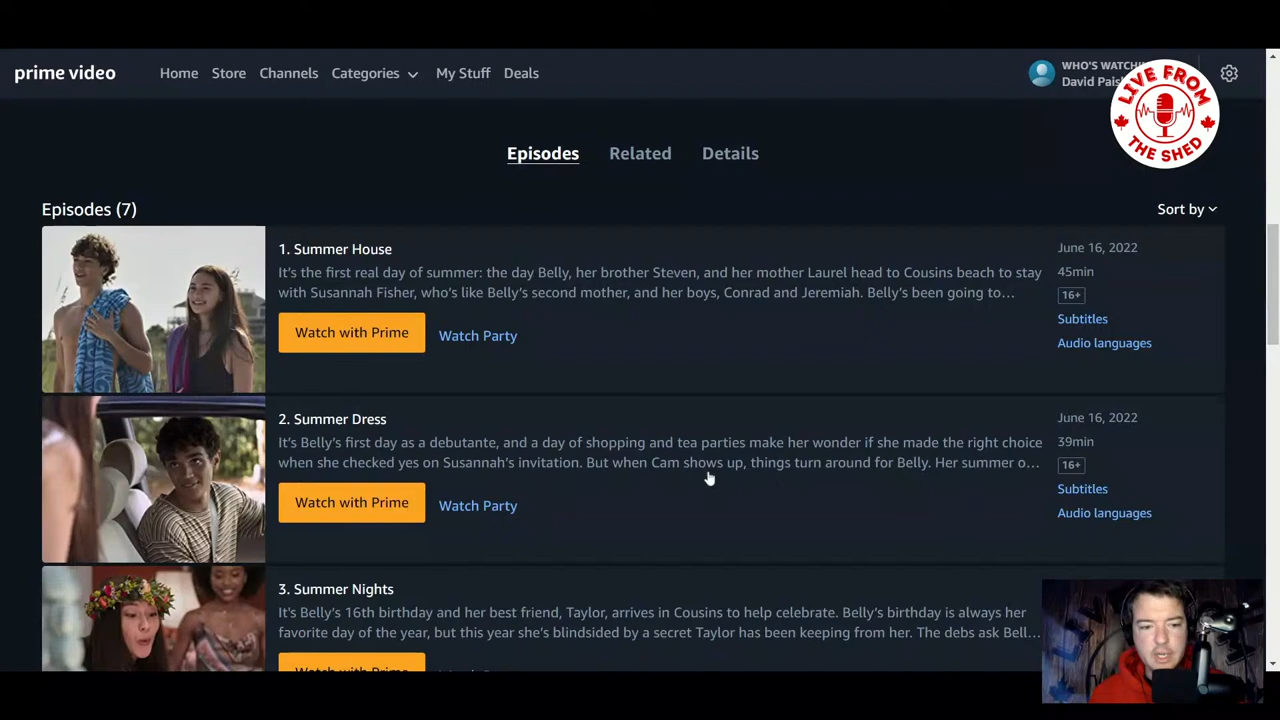 prime video
Home
Store
Channels
Categories
My Stuff
Deals
WHO'S WATCHI
David Pais
LIVE FROM
THE SHED
Episodes
Related
Details
Episodes (7)
Sort by
1. Summer House
It's the first real day of summer: the day Belly, her brother Steven, and her mother Laurel head to Cousins beach to stay
with Susannah Fisher, who's like Belly's second mother, and her boys, Conrad and Jeremiah. Belly's been going to…
Watch with Prime
Watch Party
June 16, 2022
45min
16+
Subtitles
Audio languages
2. Summer Dress
It's Belly's first day as a debutante, and a day of shopping and tea parties make her wonder if she made the right choice
when she checked yes on Susannah's invitation. But when Cam shows up, things turn around for Belly. Her summer o…
Watch with Prime
Watch Party
June 16, 2022
39min
16+
Subtitles
Audio languages
3. Summer Nights
It's Belly's 16th birthday and her best friend, Taylor, arrives in Cousins to help celebrate. Belly's birthday is always her
favorite day of the year, but this year she's blindsided by a secret Taylor has been keeping from her. The debs ask Bell…
Watch with Prime